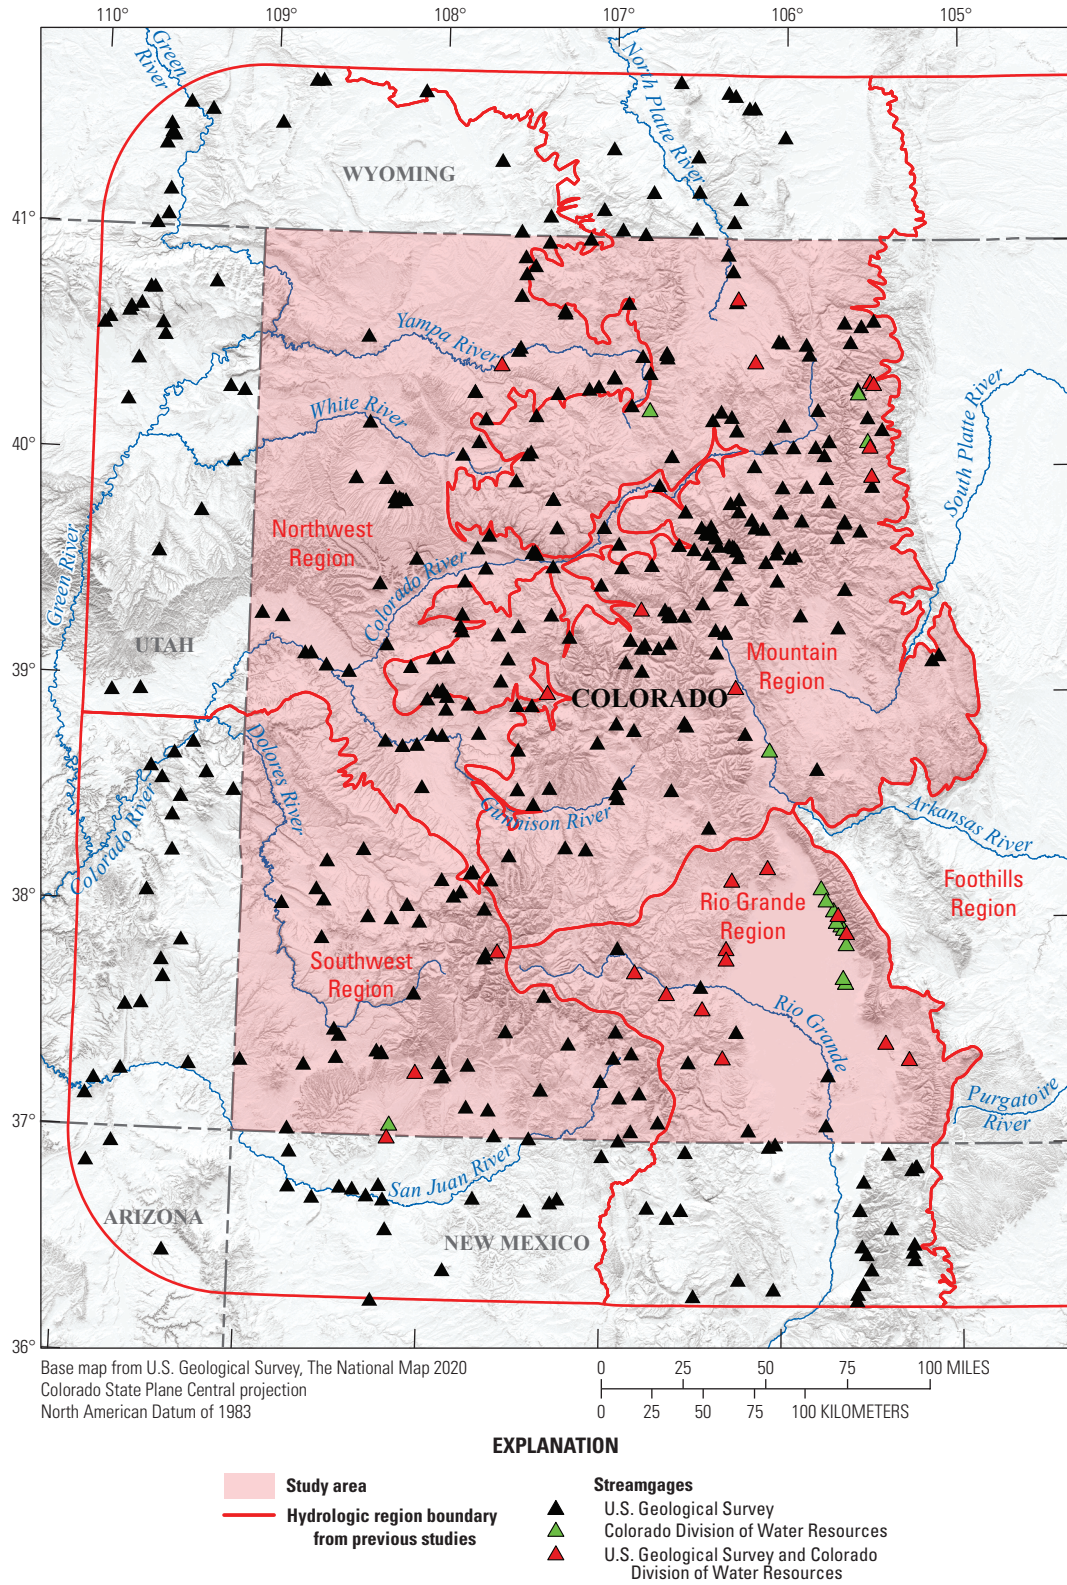 110°
109°
108°
107°
106°
105°
Green
River
North Platte River
WYOMING
41°
Yampa River
White River
South Platte River
40°
Northwest
Region
Green River
Colorado River
UTAH
39°
Mountain
Region
COLORADO
Dolores River
Gunnison River
Colorado River
Arkansas River
38°
Foothills
Region
Rio Grande
Region
Southwest
Region
Rio Grande
Purgatoire
River
37°
San Juan River
ARIZONA
NEW MEXICO
36°
Base map from U.S. Geological Survey, The National Map 2020
Colorado State Plane Central projection
North American Datum of 1983
0 25 50 75 100 MILES
0 25 50 75 100 KILOMETERS
EXPLANATION
Study area
Hydrologic region boundary
from previous studies
Streamgages
U.S. Geological Survey
Colorado Division of Water Resources
U.S. Geological Survey and Colorado
Division of Water Resources